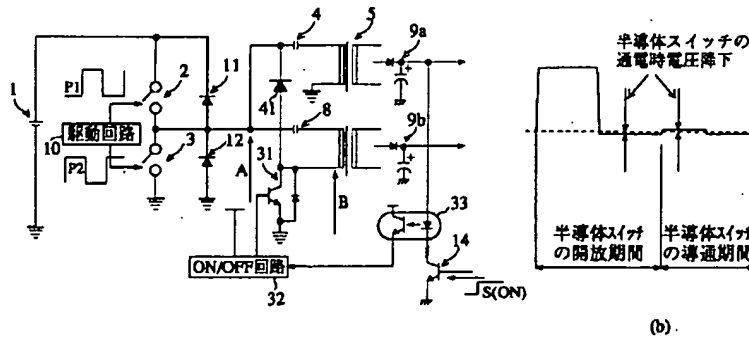 4
5
9a
P1
2
11
1
41
8
9b
駆動回路
10
12
31
P2
3
A
B
33
14
ON/OFF回路
32
S(ON)
半導体スイッチの
通電時電圧降下
半導体スイッチ
の開放期間
半導体スイッチ
の導通期間
(b)